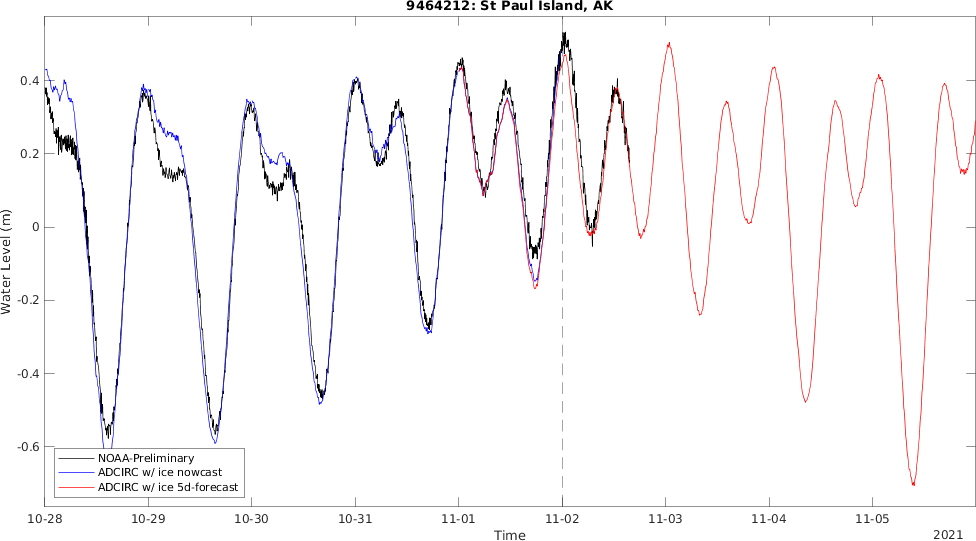 9464212: St Paul Island, AK
Water Level (m)
0.4
0.2
0
-0.2
-0.4
-0.6
NOAA-Preliminary
ADCIRC w/ ice nowcast
ADCIRC w/ ice 5d-forecast
10-28 10-29 10-30 10-31 11-01 11-02 11-03 11-04 11-05
Time
2021